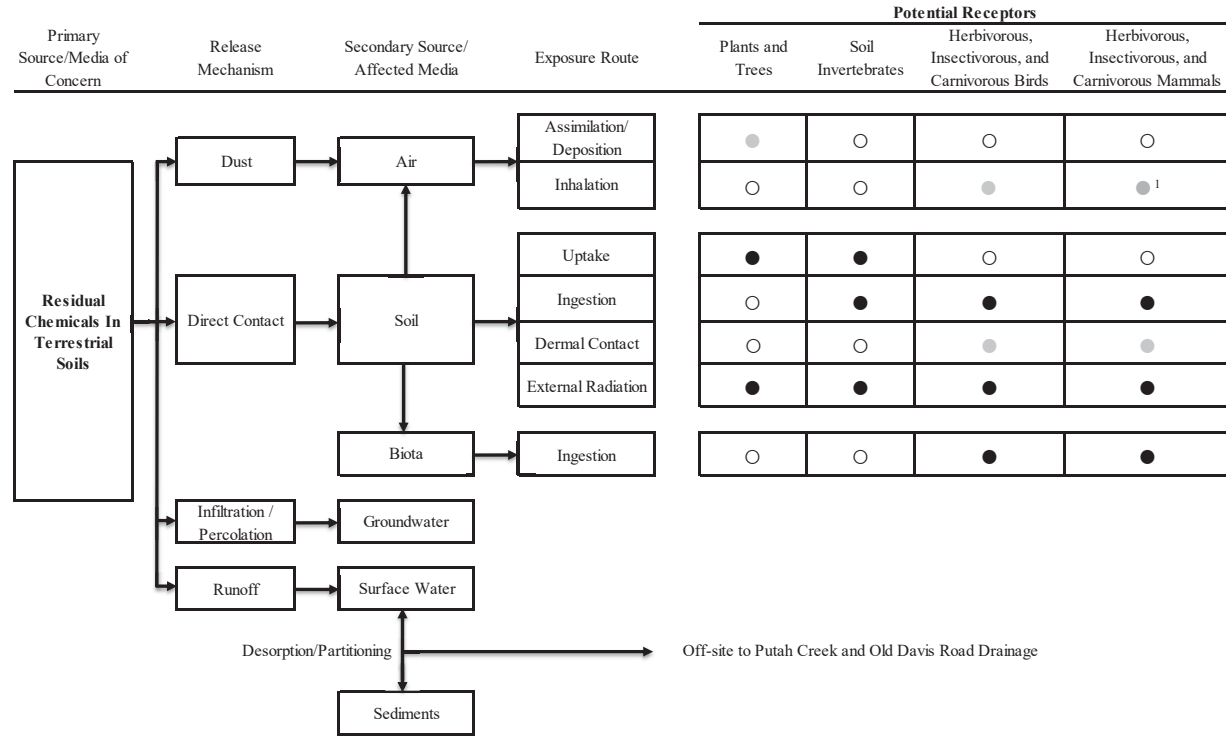 Potential Receptors
Primary
Source/Media of
Concern
Release
Mechanism
Secondary Source/
Affected Media
Exposure Route
Plants and
Trees
Soil
Invertebrates
Herbivorous,
Insectivorous, and
Carnivorous Birds
Herbivorous,
Insectivorous, and
Carnivorous Mammals
Residual
Chemicals In
Terrestrial
Soils
Dust
Air
Assimilation/
Deposition
Inhalation
1
Direct Contact
Soil
Uptake
Ingestion
Dermal Contact
External Radiation
Biota
Ingestion
Infiltration /
Percolation
Groundwater
Runoff
Surface Water
Desorption/Partitioning
Off-site to Putah Creek and Old Davis Road Drainage
Sediments